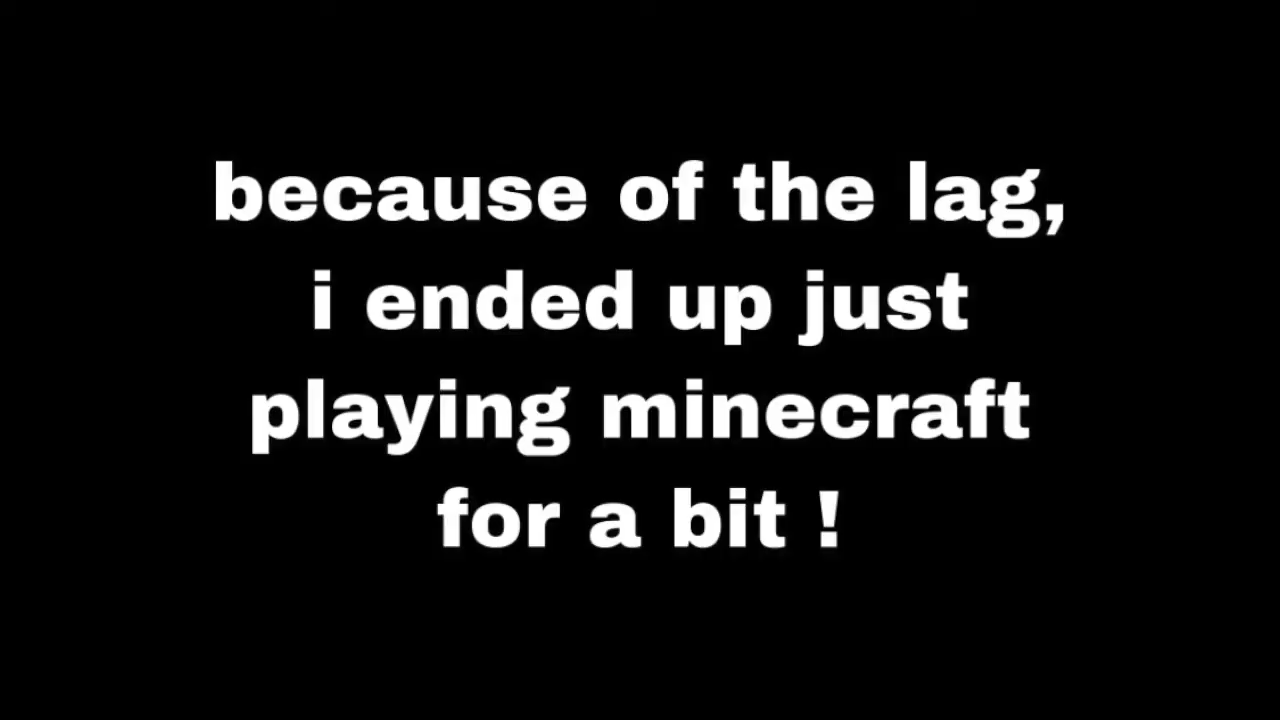 because of the lag,
i ended up just
playing minecraft
for a bit !